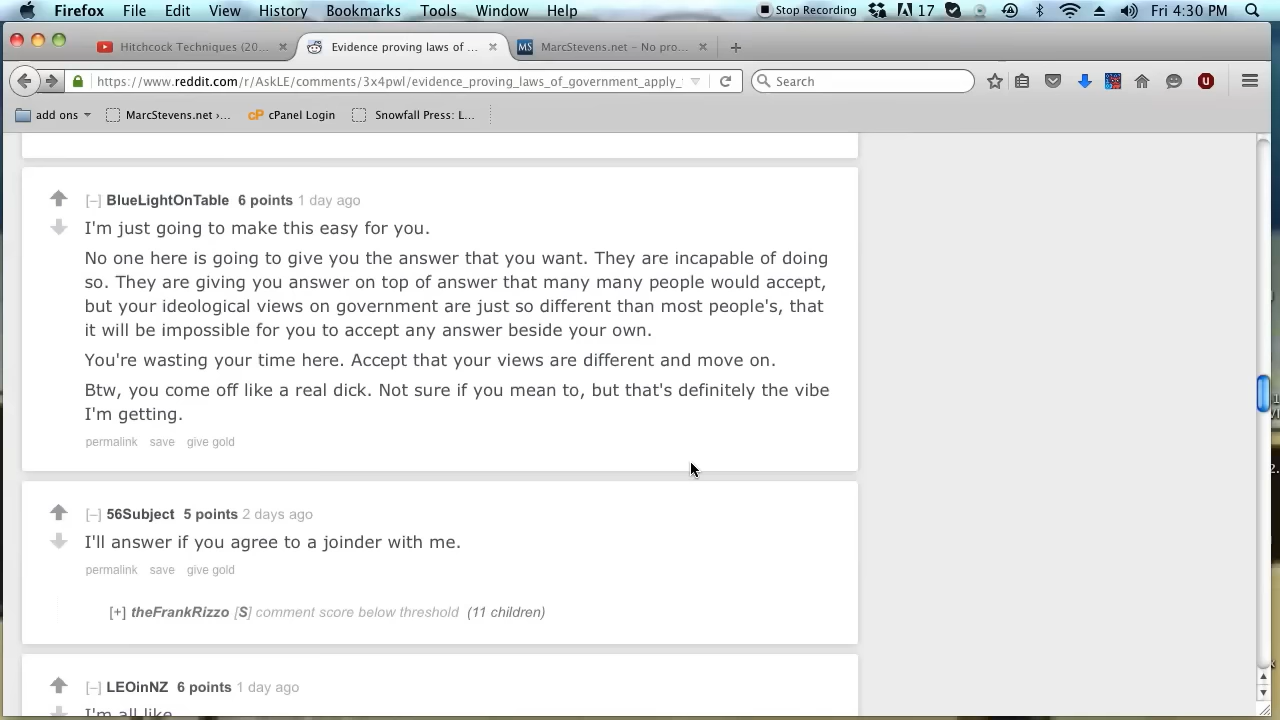 Firefox File Edit View History Bookmarks Tools Window Help Stop Recording 17 Fri 4:30 PM
Hitchcock Techniques (20... Evidence proving laws of ... MS MarcStevens.net – No pro...
https://www.reddit.com/r/AskLE/comments/3x4pwl/evidence_proving_laws_of_government_apply_ Search
add ons MarcStevens.net ›... cP cPanel Login Snowfall Press: L...
[–] BlueLightOnTable 6 points 1 day ago
I'm just going to make this easy for you.
No one here is going to give you the answer that you want. They are incapable of doing
so. They are giving you answer on top of answer that many many people would accept,
but your ideological views on government are just so different than most people's, that
it will be impossible for you to accept any answer beside your own.
You're wasting your time here. Accept that your views are different and move on.
Btw, you come off like a real dick. Not sure if you mean to, but that's definitely the vibe
I'm getting.
permalink save give gold
[–] 56Subject 5 points 2 days ago
I'll answer if you agree to a joinder with me.
permalink save give gold
[+] theFrankRizzo [S] comment score below threshold (11 children)
[–] LEOinNZ 6 points 1 day ago
I'm all like